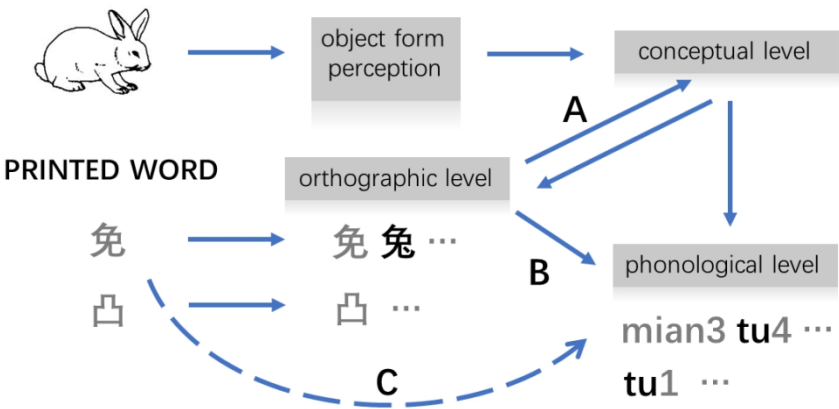 object form
perception
conceptual level
A
PRINTED WORD
orthographic level
免
免 兔 ···
B
phonological level
凸
凸 ···
mian3 tu4 ···
C
tu1 ···